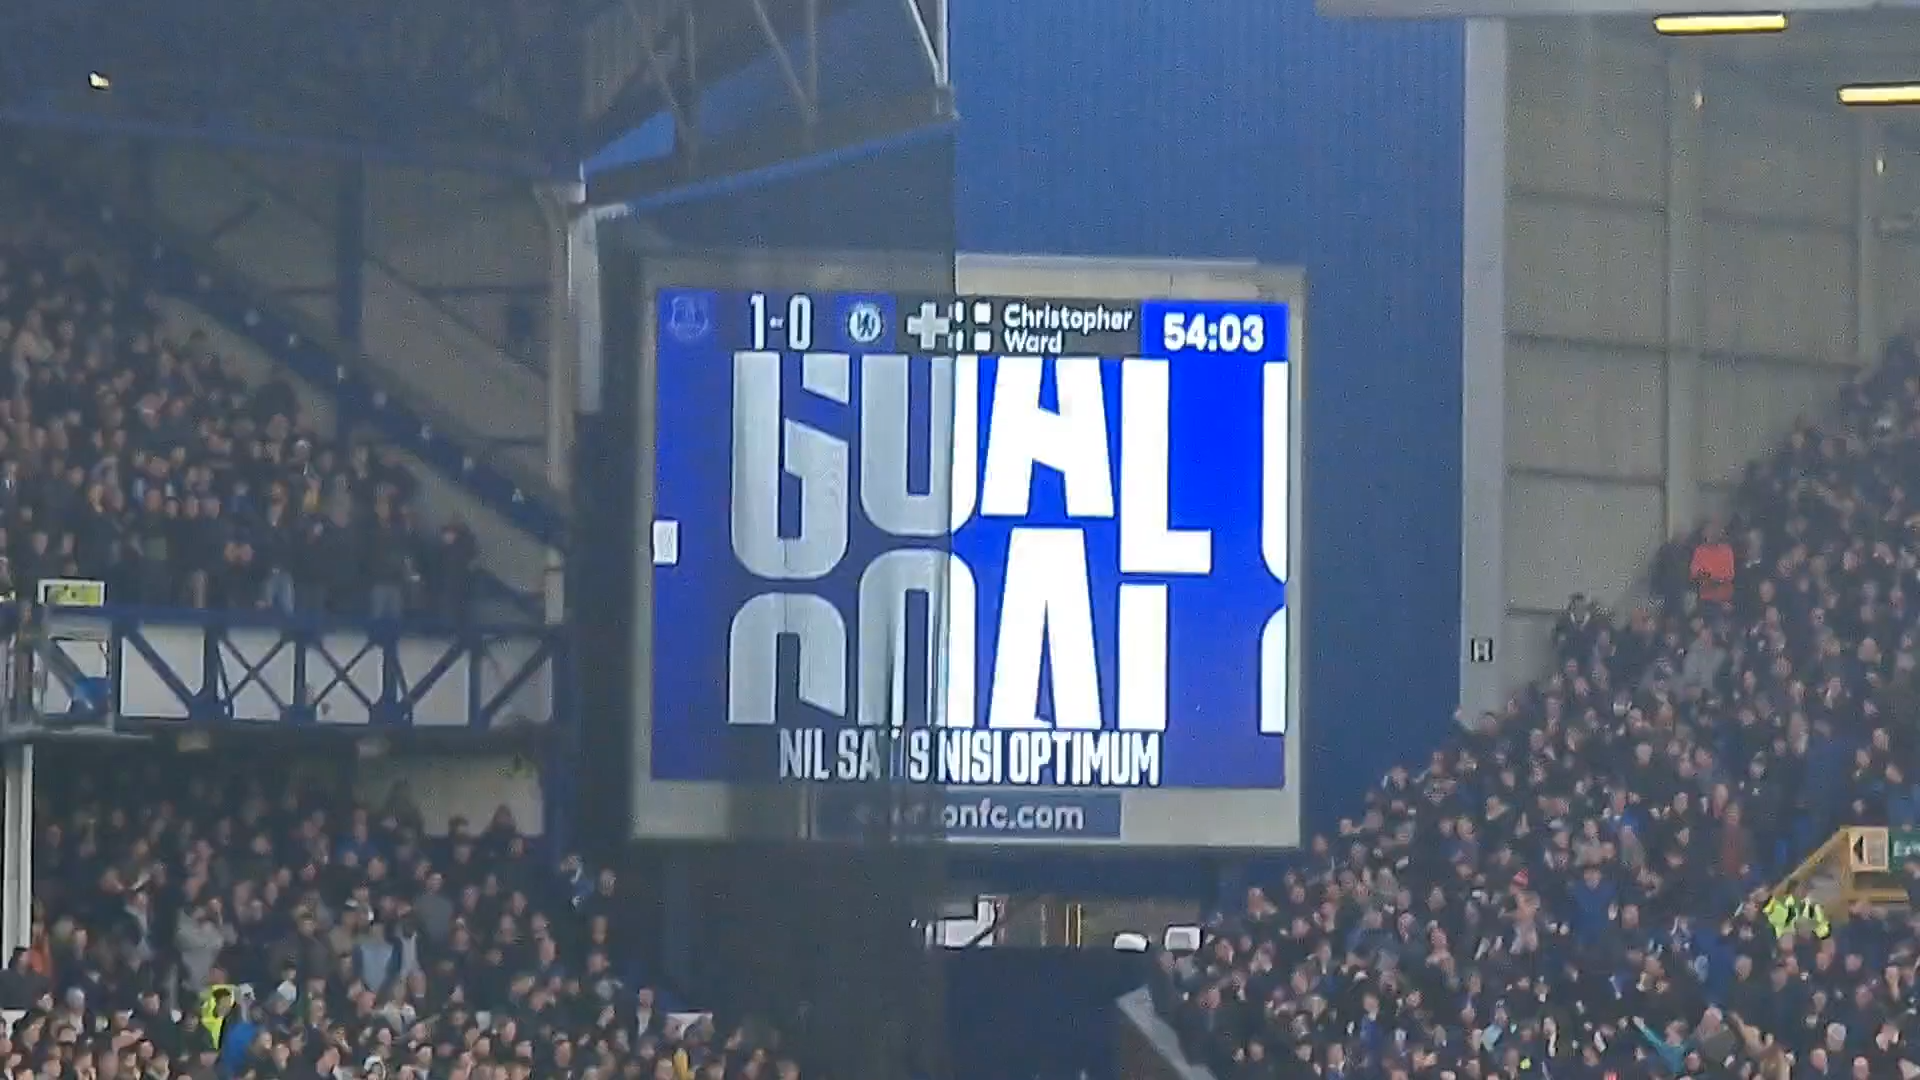 1-0 Christopher Ward 54:03
GOAL
GOAL
NIL SATIS NISI OPTIMUM
onfc.com
H